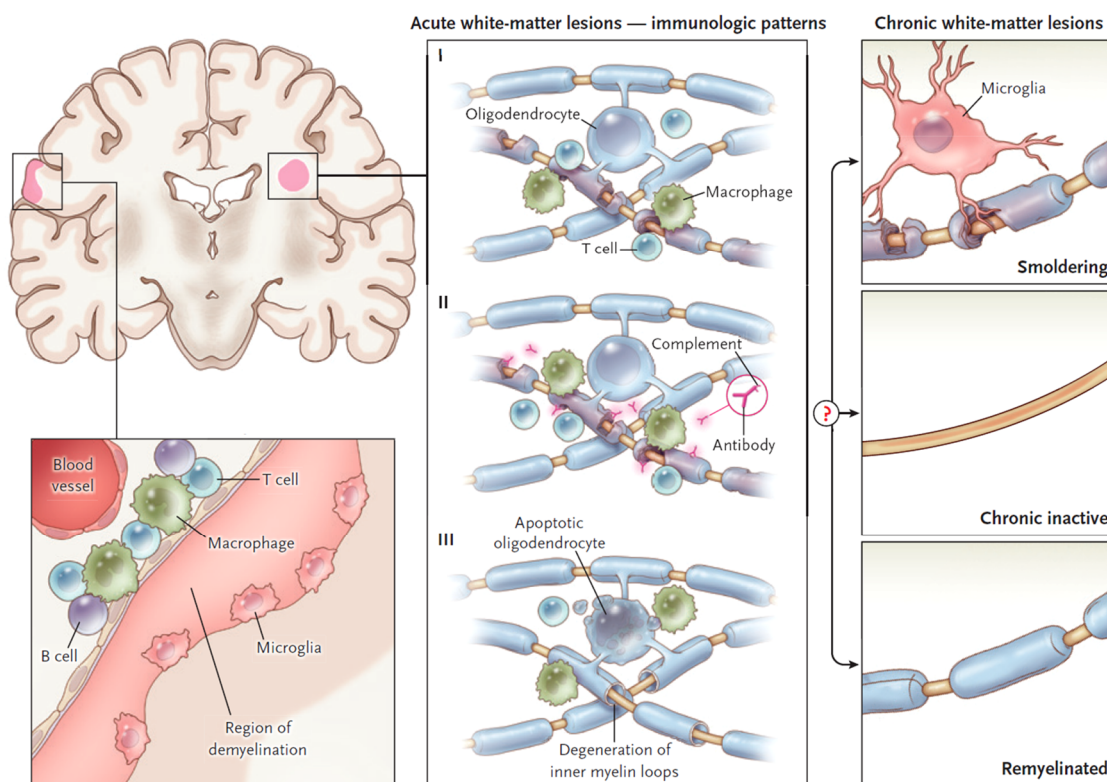 Acute white-matter lesions — immunologic patterns
Chronic white-matter lesions
I
Oligodendrocyte
Macrophage
T cell
II
Complement
Antibody
III
Apoptotic
oligodendrocyte
Degeneration of
inner myelin loops
Blood
vessel
T cell
Macrophage
B cell
Microglia
Region of
demyelination
?
Microglia
Smoldering
Chronic inactive
Remyelinated